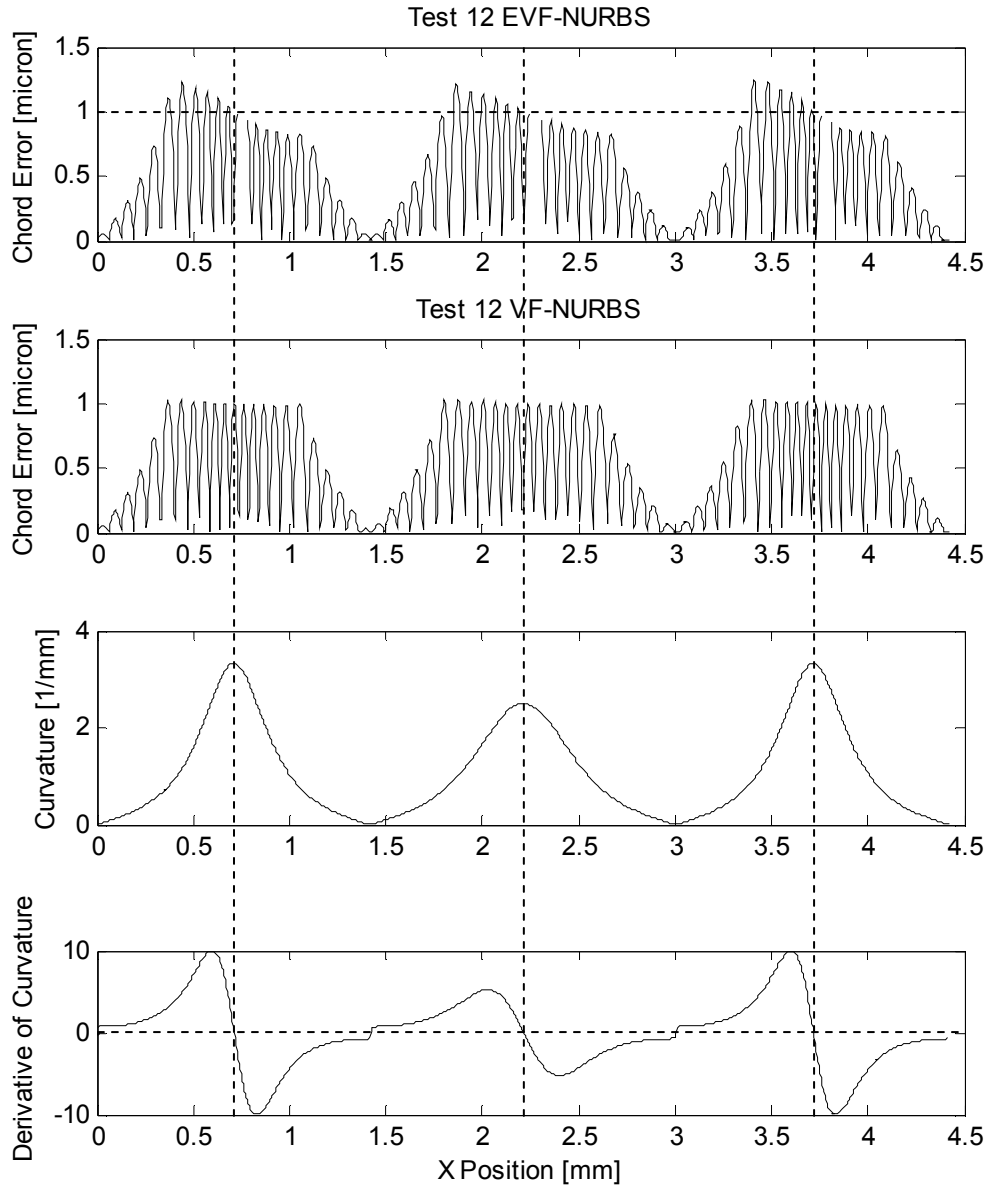 Test 12 EVF-NURBS
Chord Error [micron]
1.5
1
0.5
0
0 0.5 1 1.5 2 2.5 3 3.5 4 4.5
Test 12 VF-NURBS
Chord Error [micron]
1.5
1
0.5
0
0 0.5 1 1.5 2 2.5 3 3.5 4 4.5
Curvature [1/mm]
4
2
0
0 0.5 1 1.5 2 2.5 3 3.5 4 4.5
Derivative of Curvature
10
0
-10
0 0.5 1 1.5 2 2.5 3 3.5 4 4.5
X Position [mm]